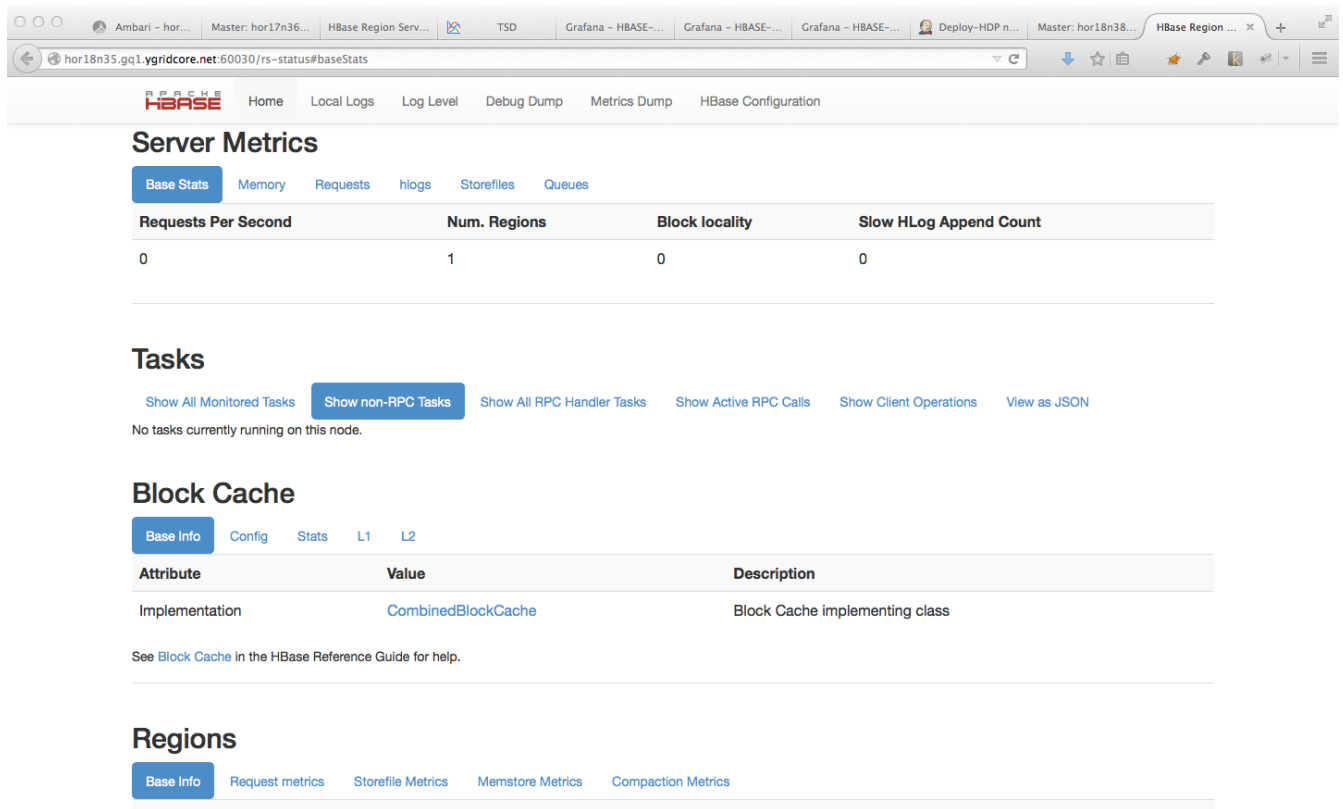 Ambari – hor...
Master: hor17n36...
HBase Region Serv...
TSD
Grafana – HBASE–...
Grafana – HBASE–...
Grafana – HBASE–...
Deploy–HDP n...
Master: hor18n38...
HBase Region ...
hor18n35.gq1.ygridcore.net:60030/rs-status#baseStats
APACHE
HBASE Home Local Logs Log Level Debug Dump Metrics Dump HBase Configuration
Server Metrics
Base Stats Memory Requests hlogs Storefiles Queues
Requests Per Second Num. Regions Block locality Slow HLog Append Count
0 1 0 0
Tasks
Show All Monitored Tasks Show non-RPC Tasks Show All RPC Handler Tasks Show Active RPC Calls Show Client Operations View as JSON
No tasks currently running on this node.
Block Cache
Base Info Config Stats L1 L2
Attribute Value Description
Implementation CombinedBlockCache Block Cache implementing class
See Block Cache in the HBase Reference Guide for help.
Regions
Base Info Request metrics Storefile Metrics Memstore Metrics Compaction Metrics